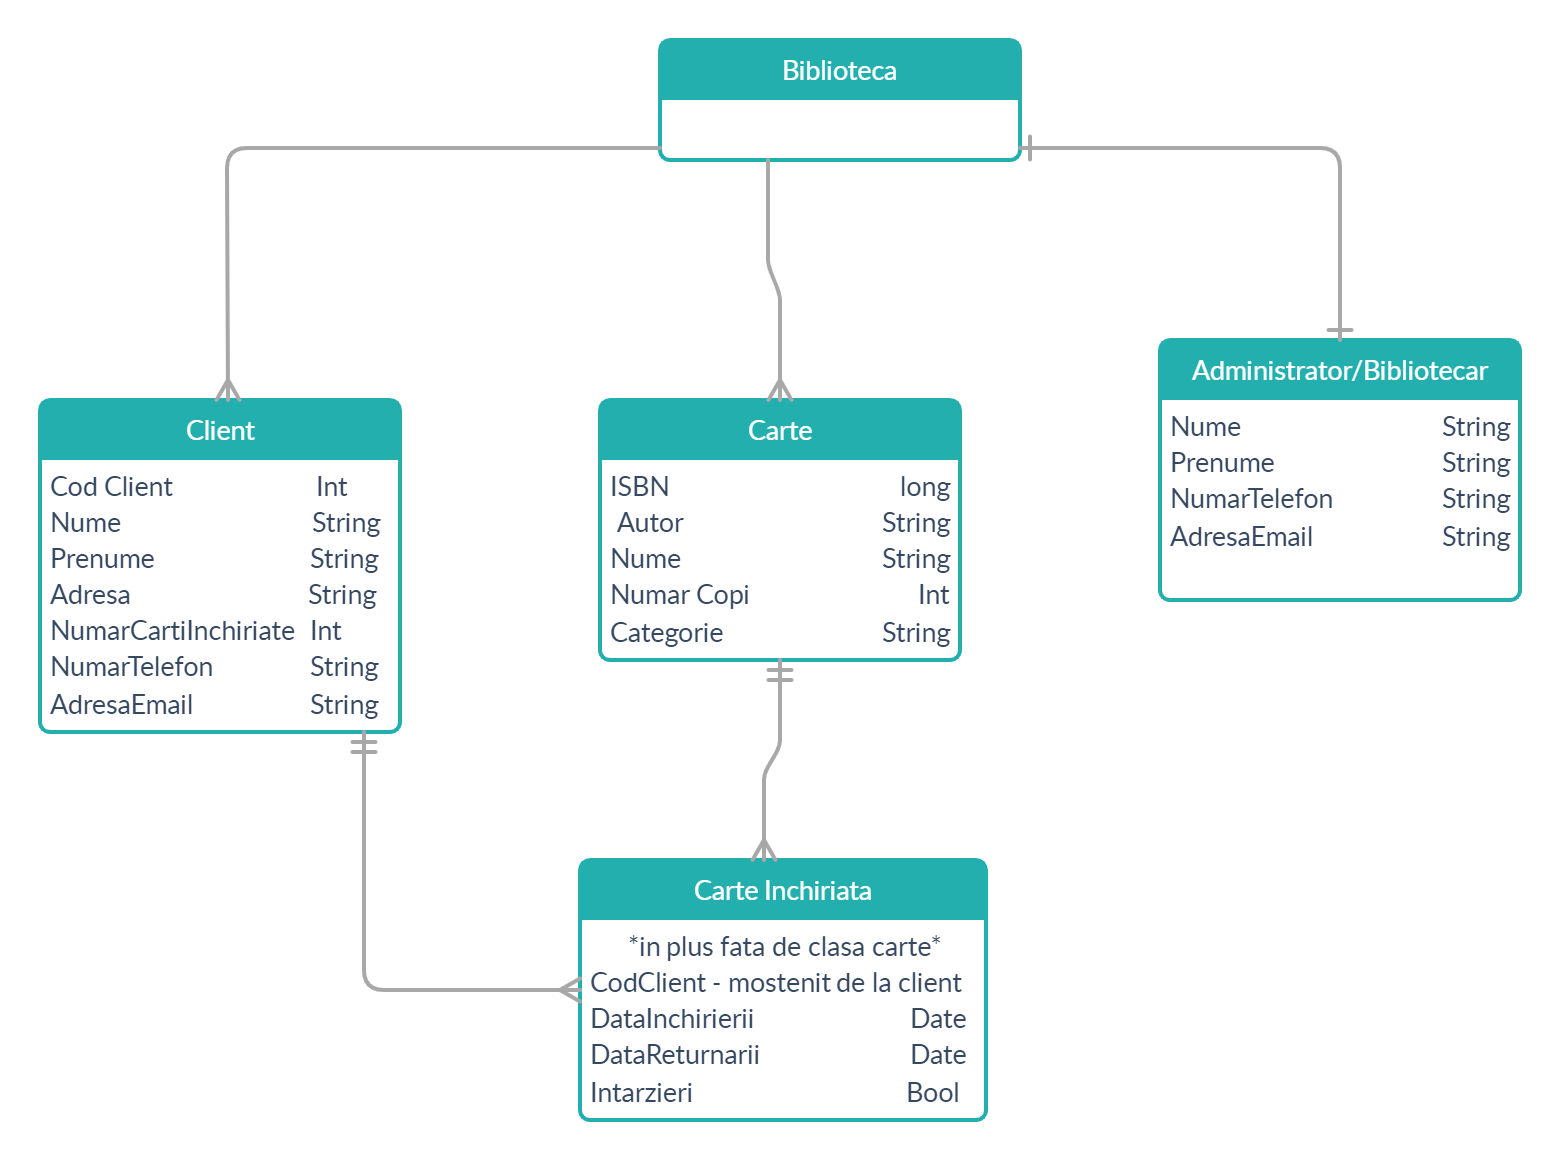 Biblioteca
Client
Cod Client Int
Nume String
Prenume String
Adresa String
NumarCartiInchiriate Int
NumarTelefon String
AdresaEmail String
Carte
ISBN long
Autor String
Nume String
Numar Copi Int
Categorie String
Administrator/Bibliotecar
Nume String
Prenume String
NumarTelefon String
AdresaEmail String
Carte Inchiriata
*in plus fata de clasa carte*
CodClient - mostenit de la client
DataInchirierii Date
DataReturnarii Date
Intarzieri Bool